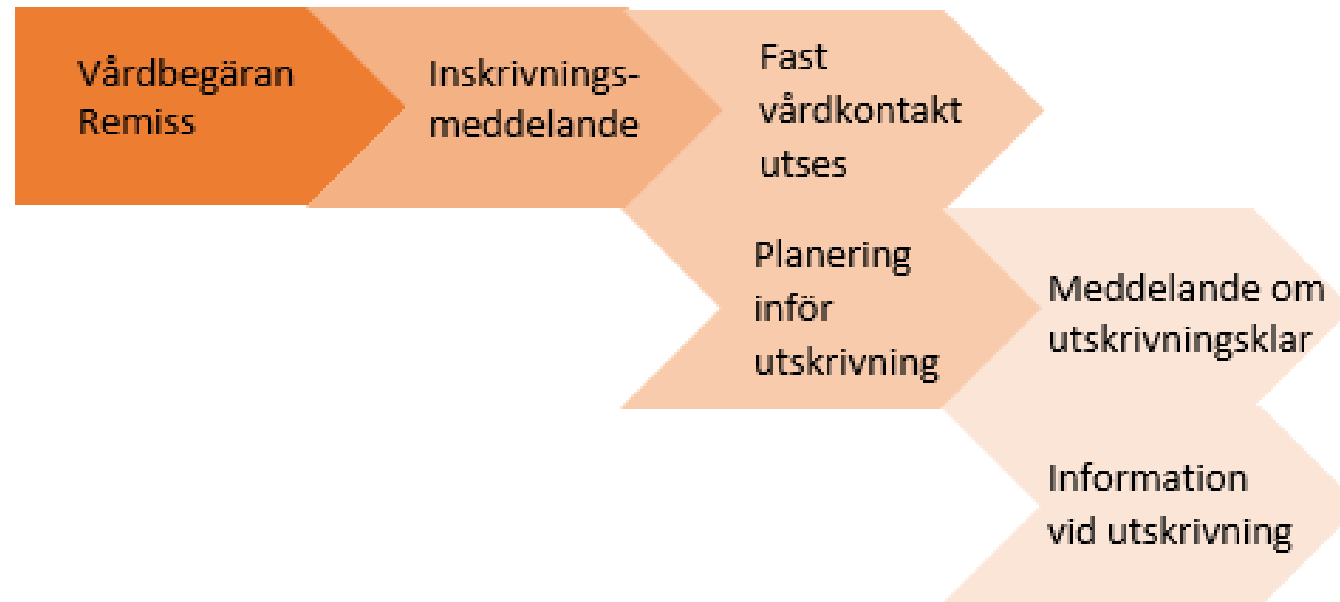 Vårdbegäran
Remiss
Inskrivnings-
meddelande
Fast
vårdkontakt
utses
Planering
inför
utskrivning
Meddelande om
utskrivningsklar
Information
vid utskrivning